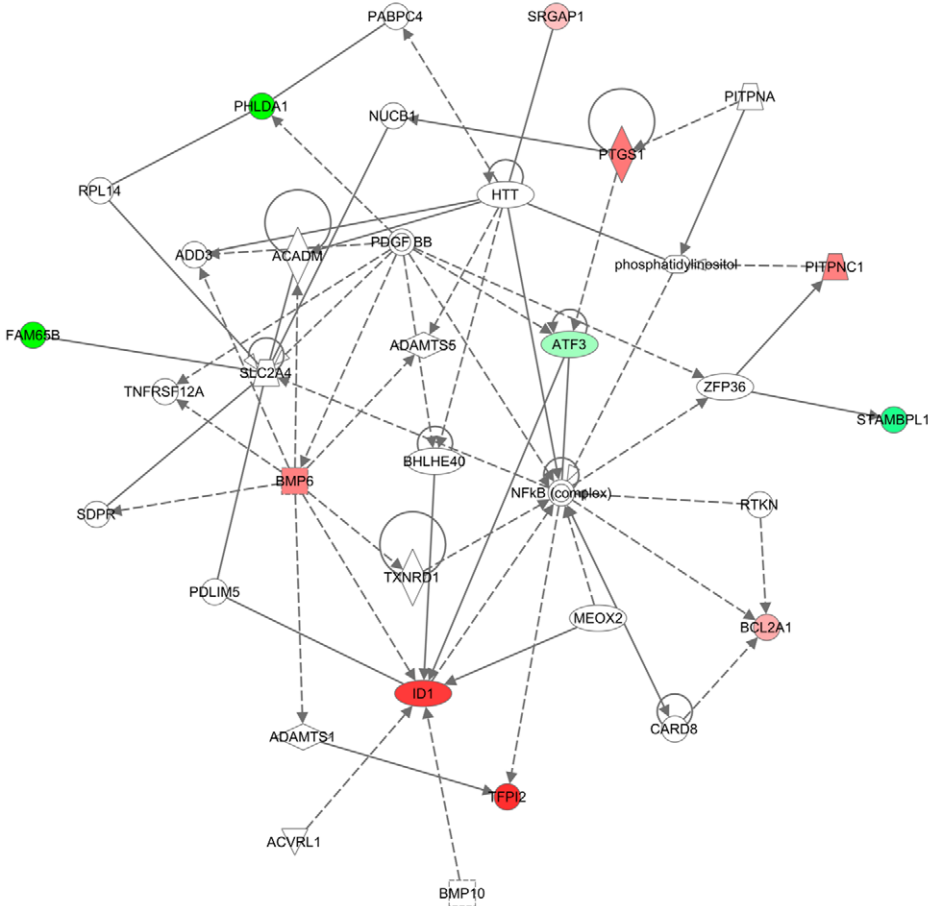 PABPC4
SRGAP1
PHLDA1
NUCB1
PITPNA
PTGS1
RPL14
HTT
ADD3
ACADM
PDGF BB
phosphatidylinositol
PITPNC1
FAM65B
SLC2A4
ADAMTS5
ATF3
TNFRSF12A
ZFP36
STAMBPL1
BHLHE40
BMP6
NFkB (complex)
SDPR
RTKN
TXNRD1
PDLIM5
MEOX2
BCL2A1
ID1
ADAMTS1
CARD8
TFPI2
ACVRL1
BMP10